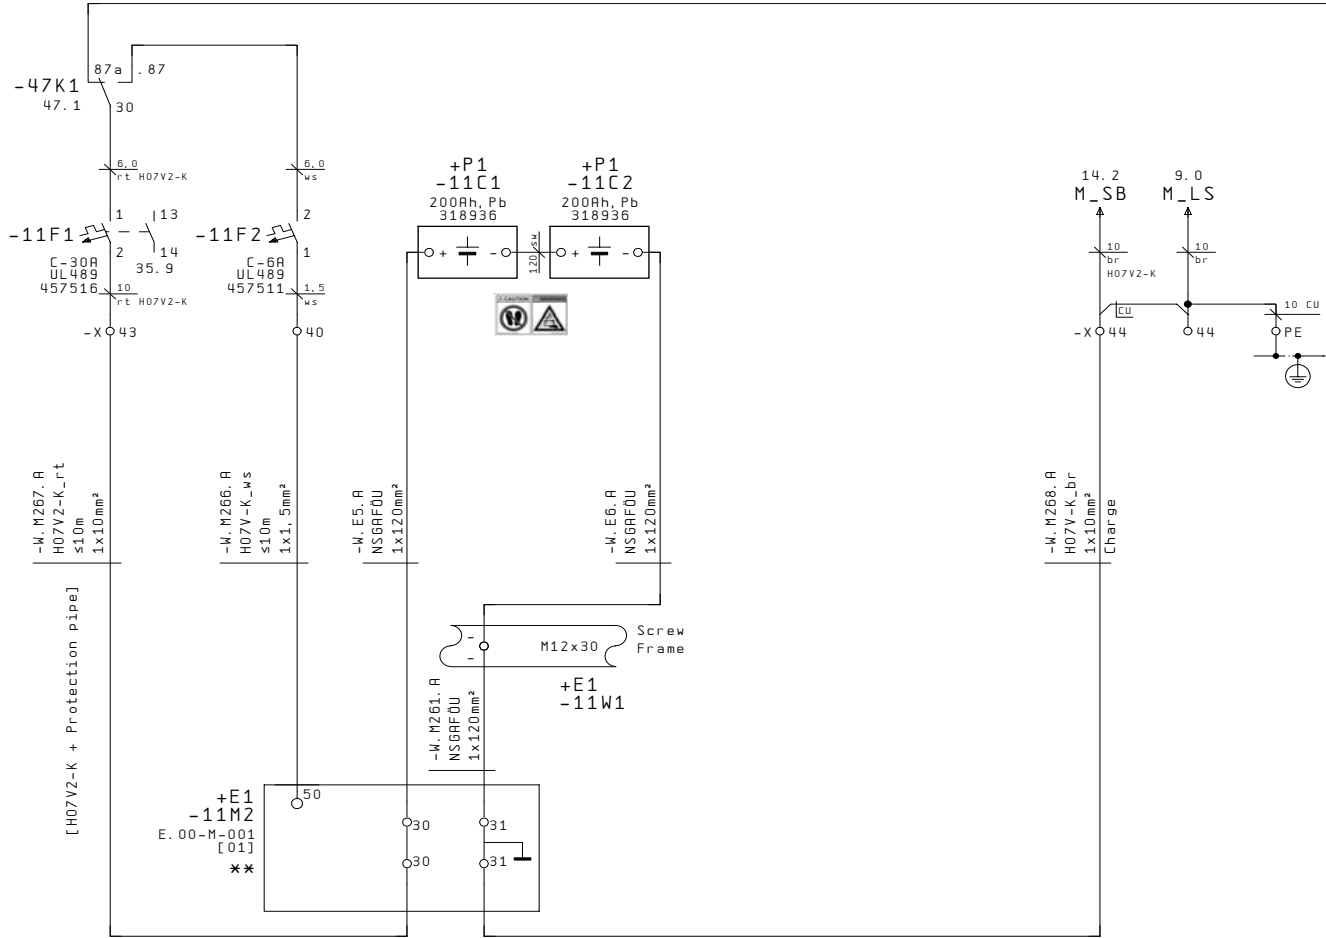 87a .87
-47K1
47.1
30
6,0
rt H07V2-K
6,0
ws
1
13
-11F1
2
14
35.9
C-30A
UL489
457516
10
rt H07V2-K
-X 43
2
-11F2
1
C-6A
UL489
457511
1,5
ws
40
+P1
-11C1
200Ah, Pb
318936
+ -
120 sw
+P1
-11C2
200Ah, Pb
318936
+ -
CAUTION
14.2
M_SB
9.0
M_LS
10
br
H07V2-K
10
br
CU
10 CU
-X 44
44
PE
-W.M267.A
H07V2-K_rt
≤10m
1x10mm²
-W.M266.A
H07V-K_ws
≤10m
1x1,5mm²
-W.E5.A
NSGAFÖU
1x120mm²
-W.E6.A
NSGAFÖU
1x120mm²
-W.M268.A
H07V-K_br
1x10mm²
Charge
[H07V2-K + Protection pipe]
-
-
M12x30
Screw
Frame
+E1
-11W1
-W.M261.A
NSGAFÖU
1x120mm²
+E1
-11M2
E.00-M-001
[01]
**
50
30
31
30
31